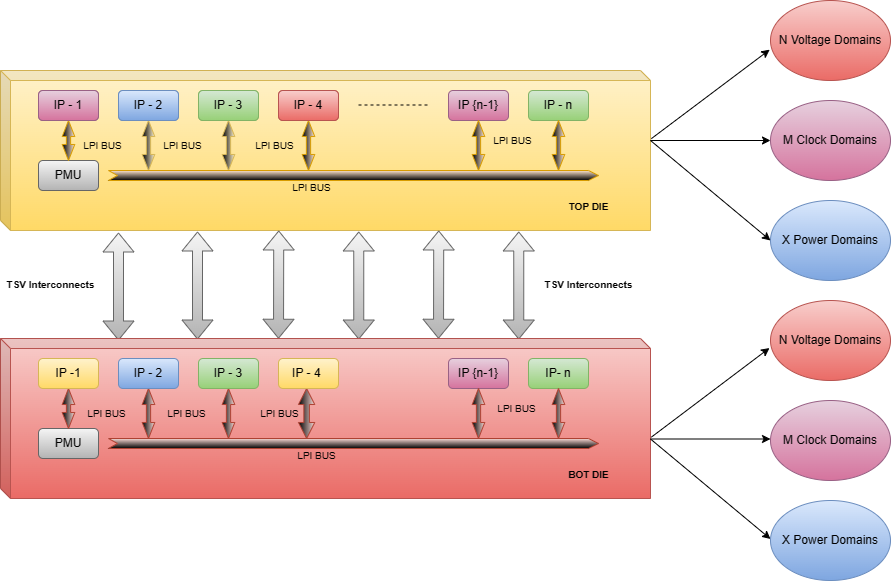 N Voltage Domains
IP - 1
IP - 2
IP - 3
IP - 4
IP {n-1}
IP - n
LPI BUS
LPI BUS
LPI BUS
LPI BUS
M Clock Domains
PMU
LPI BUS
TOP DIE
X Power Domains
TSV Interconnects
TSV Interconnects
N Voltage Domains
IP -1
IP - 2
IP - 3
IP - 4
IP {n-1}
IP- n
LPI BUS
LPI BUS
LPI BUS
LPI BUS
PMU
M Clock Domains
LPI BUS
BOT DIE
X Power Domains